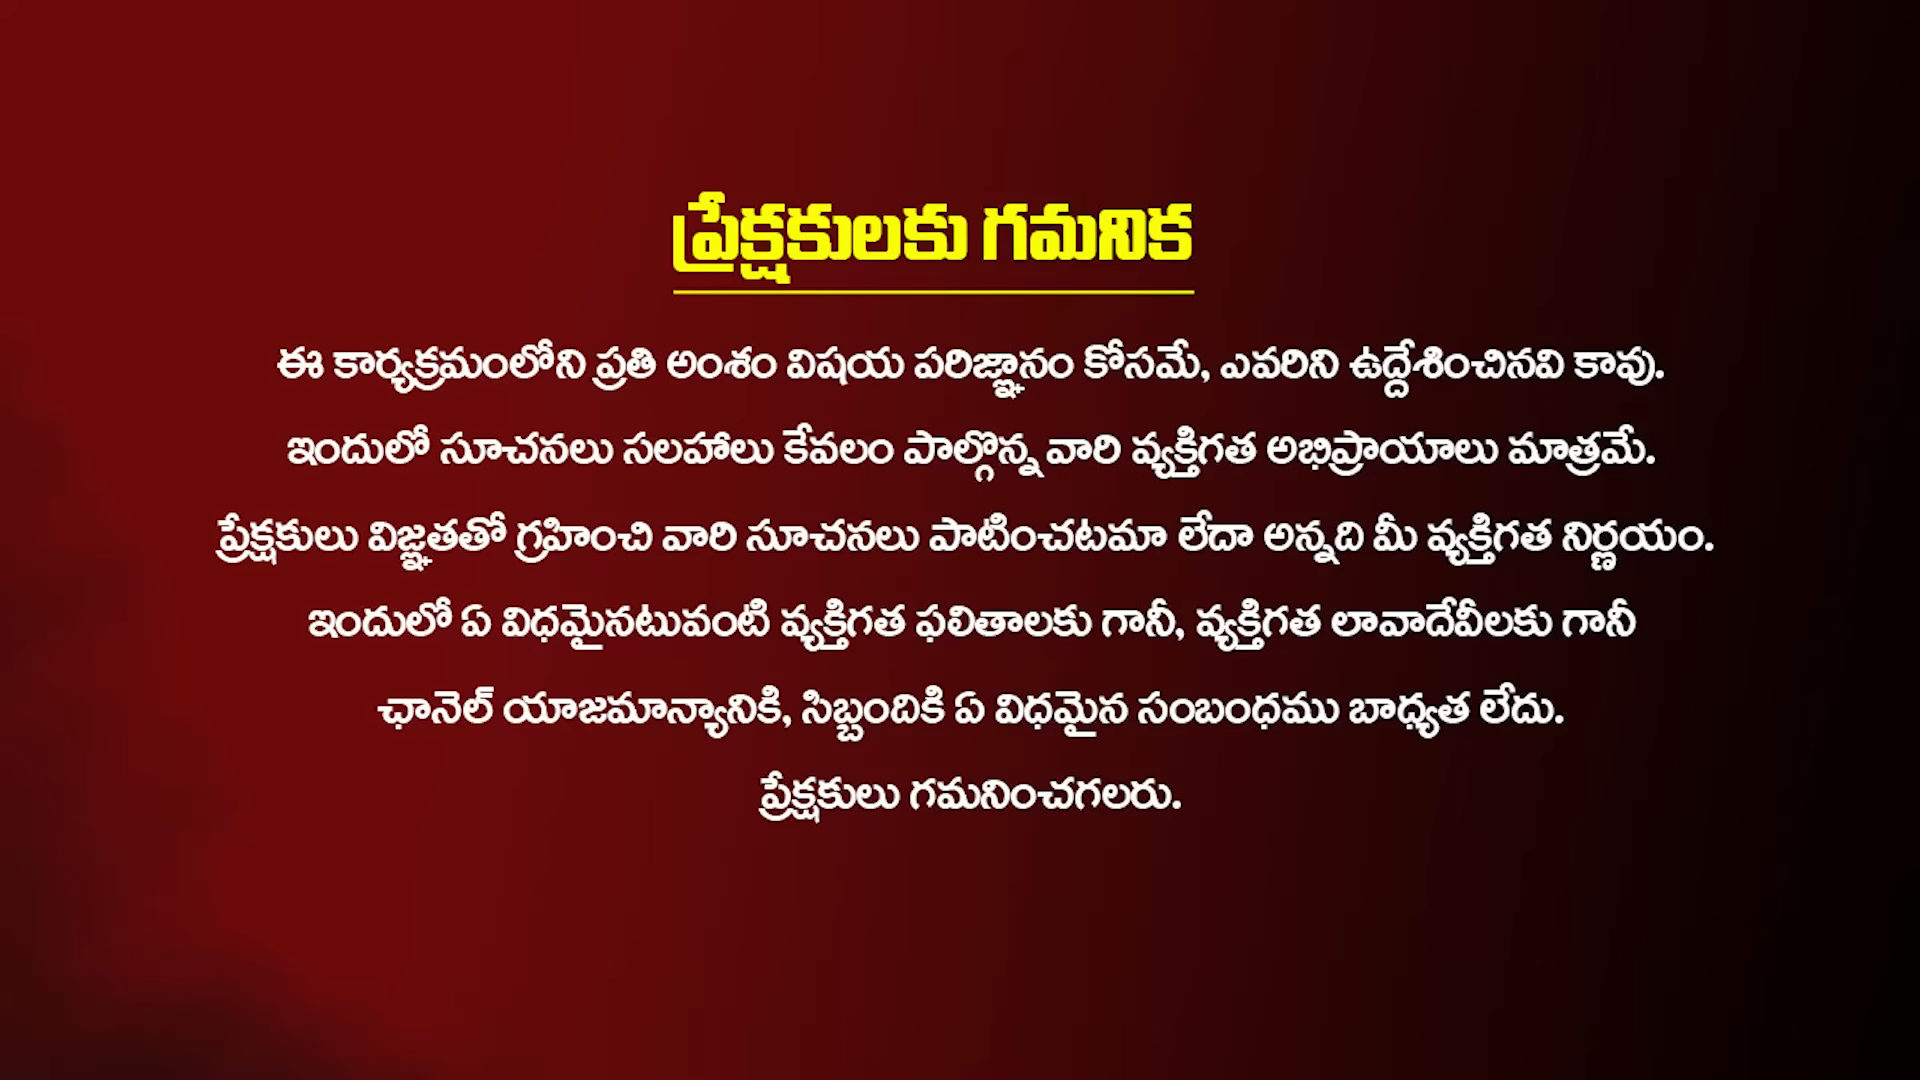 ప్రేక్షకులకు గమనిక
ఈ కార్యక్రమంలోని ప్రతి అంశం విషయ పరిజ్ఞానం కోసమే, ఎవరిని ఉద్దేశించినవి కావు.
ఇందులో సూచనలు సలహాలు కేవలం పాల్గొన్న వారి వ్యక్తిగత అభిప్రాయాలు మాత్రమే.
ప్రేక్షకులు విజ్ఞతతో గ్రహించి వారి సూచనలు పాటించటమా లేదా అన్నది మీ వ్యక్తిగత నిర్ణయం.
ఇందులో ఏ విధమైనటువంటి వ్యక్తిగత ఫలితాలకు గానీ, వ్యక్తిగత లావాదేవీలకు గానీ
ఛానెల్ యాజమాన్యానికి, సిబ్బందికి ఏ విధమైన సంబంధము బాధ్యత లేదు.
ప్రేక్షకులు గమనించగలరు.